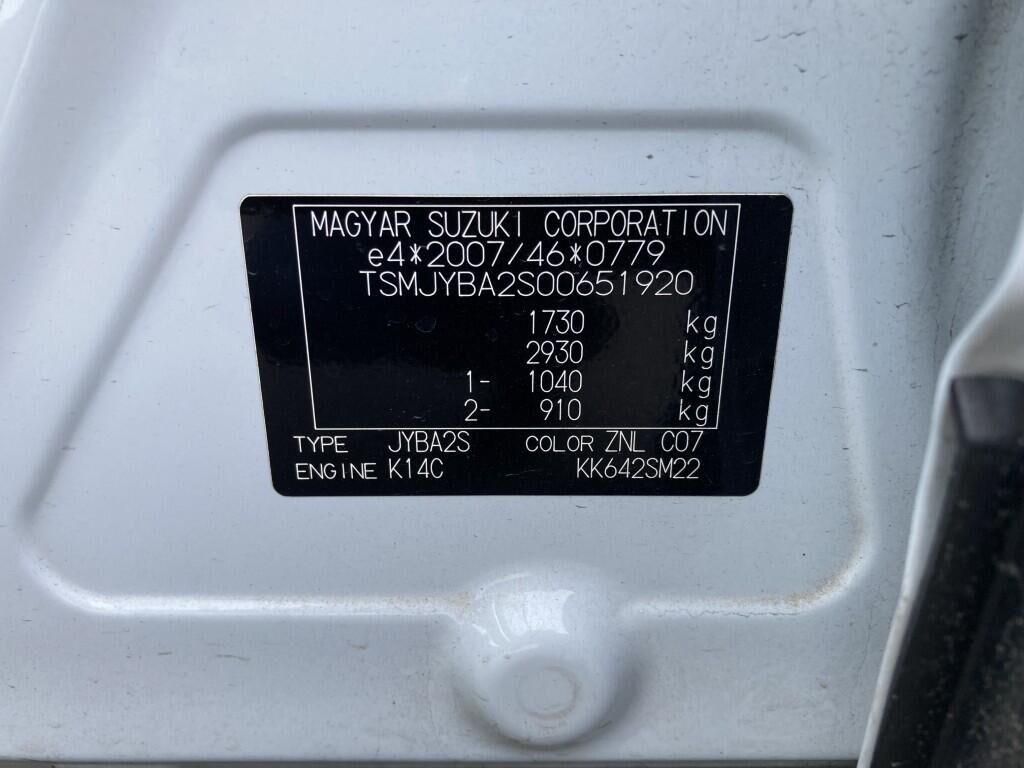 MAGYAR SUZUKI CORPORATION
e4*2007/46*0779
TSMJYBA2S00651920
1730 kg
2930 kg
1- 1040 kg
2- 910 kg
TYPE JYBA2S COLOR ZNL C07
ENGINE K14C KK642SM22